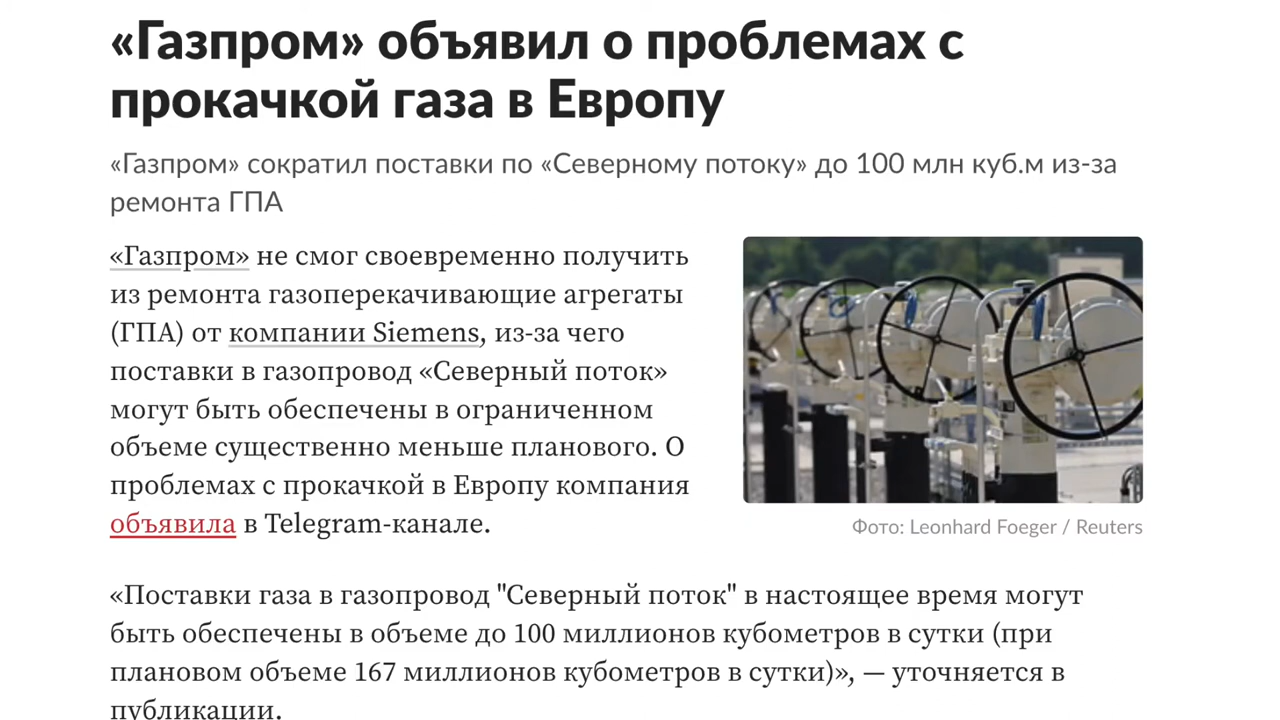 «Газпром» объявил о проблемах с
прокачкой газа в Европу
«Газпром» сократил поставки по «Северному потоку» до 100 млн куб.м из-за
ремонта ГПА
«Газпром» не смог своевременно получить
из ремонта газоперекачивающие агрегаты
(ГПА) от компании Siemens, из-за чего
поставки в газопровод «Северный поток»
могут быть обеспечены в ограниченном
объеме существенно меньше планового. О
проблемах с прокачкой в Европу компания
объявила в Telegram-канале.
Фото: Leonhard Foeger / Reuters
«Поставки газа в газопровод "Северный поток" в настоящее время могут
быть обеспечены в объеме до 100 миллионов кубометров в сутки (при
плановом объеме 167 миллионов кубометров в сутки)», — уточняется в
публикации.